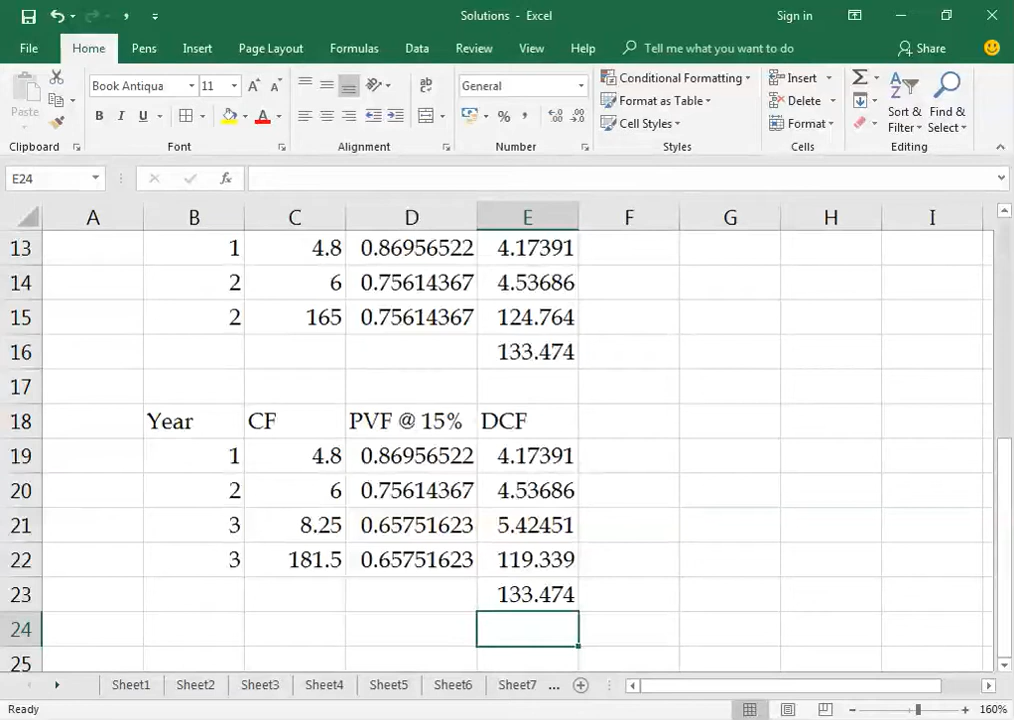 Solutions - Excel
Sign in
File Home Pens Insert Page Layout Formulas Data Review View Help Tell me what you want to do Share
Paste
Book Antiqua 11
General
Conditional Formatting
Format as Table
Cell Styles
Insert
Delete
Format
Sort & Filter
Find & Select
Clipboard Font Alignment Number Styles Cells Editing
E24 fx
A B C D E F G H I
13 1 4.8 0.86956522 4.17391
14 2 6 0.75614367 4.53686
15 2 165 0.75614367 124.764
16 133.474
17
18 Year CF PVF @ 15% DCF
19 1 4.8 0.86956522 4.17391
20 2 6 0.75614367 4.53686
21 3 8.25 0.65751623 5.42451
22 3 181.5 0.65751623 119.339
23 133.474
24
25
Sheet1 Sheet2 Sheet3 Sheet4 Sheet5 Sheet6 Sheet7 ...
Ready 160%